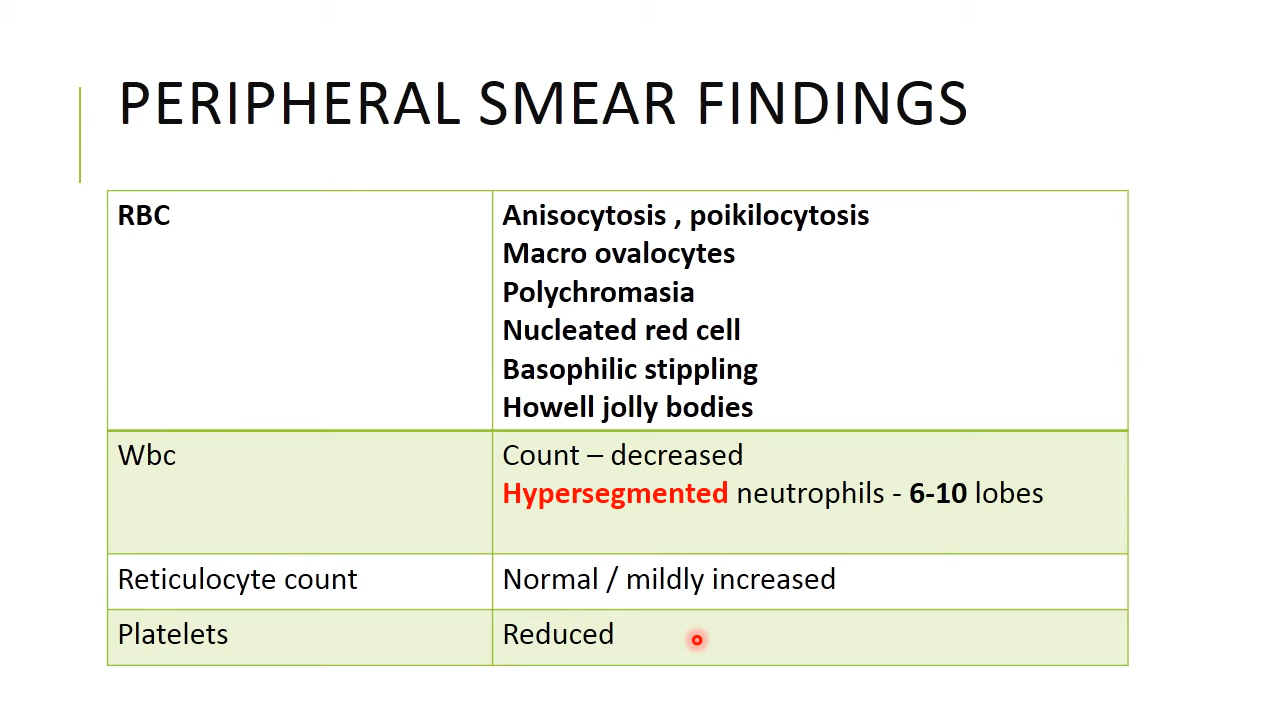 PERIPHERAL SMEAR FINDINGS
RBC
Anisocytosis , poikilocytosis
Macro ovalocytes
Polychromasia
Nucleated red cell
Basophilic stippling
Howell jolly bodies
Wbc
Count – decreased
Hypersegmented neutrophils - 6-10 lobes
Reticulocyte count
Normal / mildly increased
Platelets
Reduced